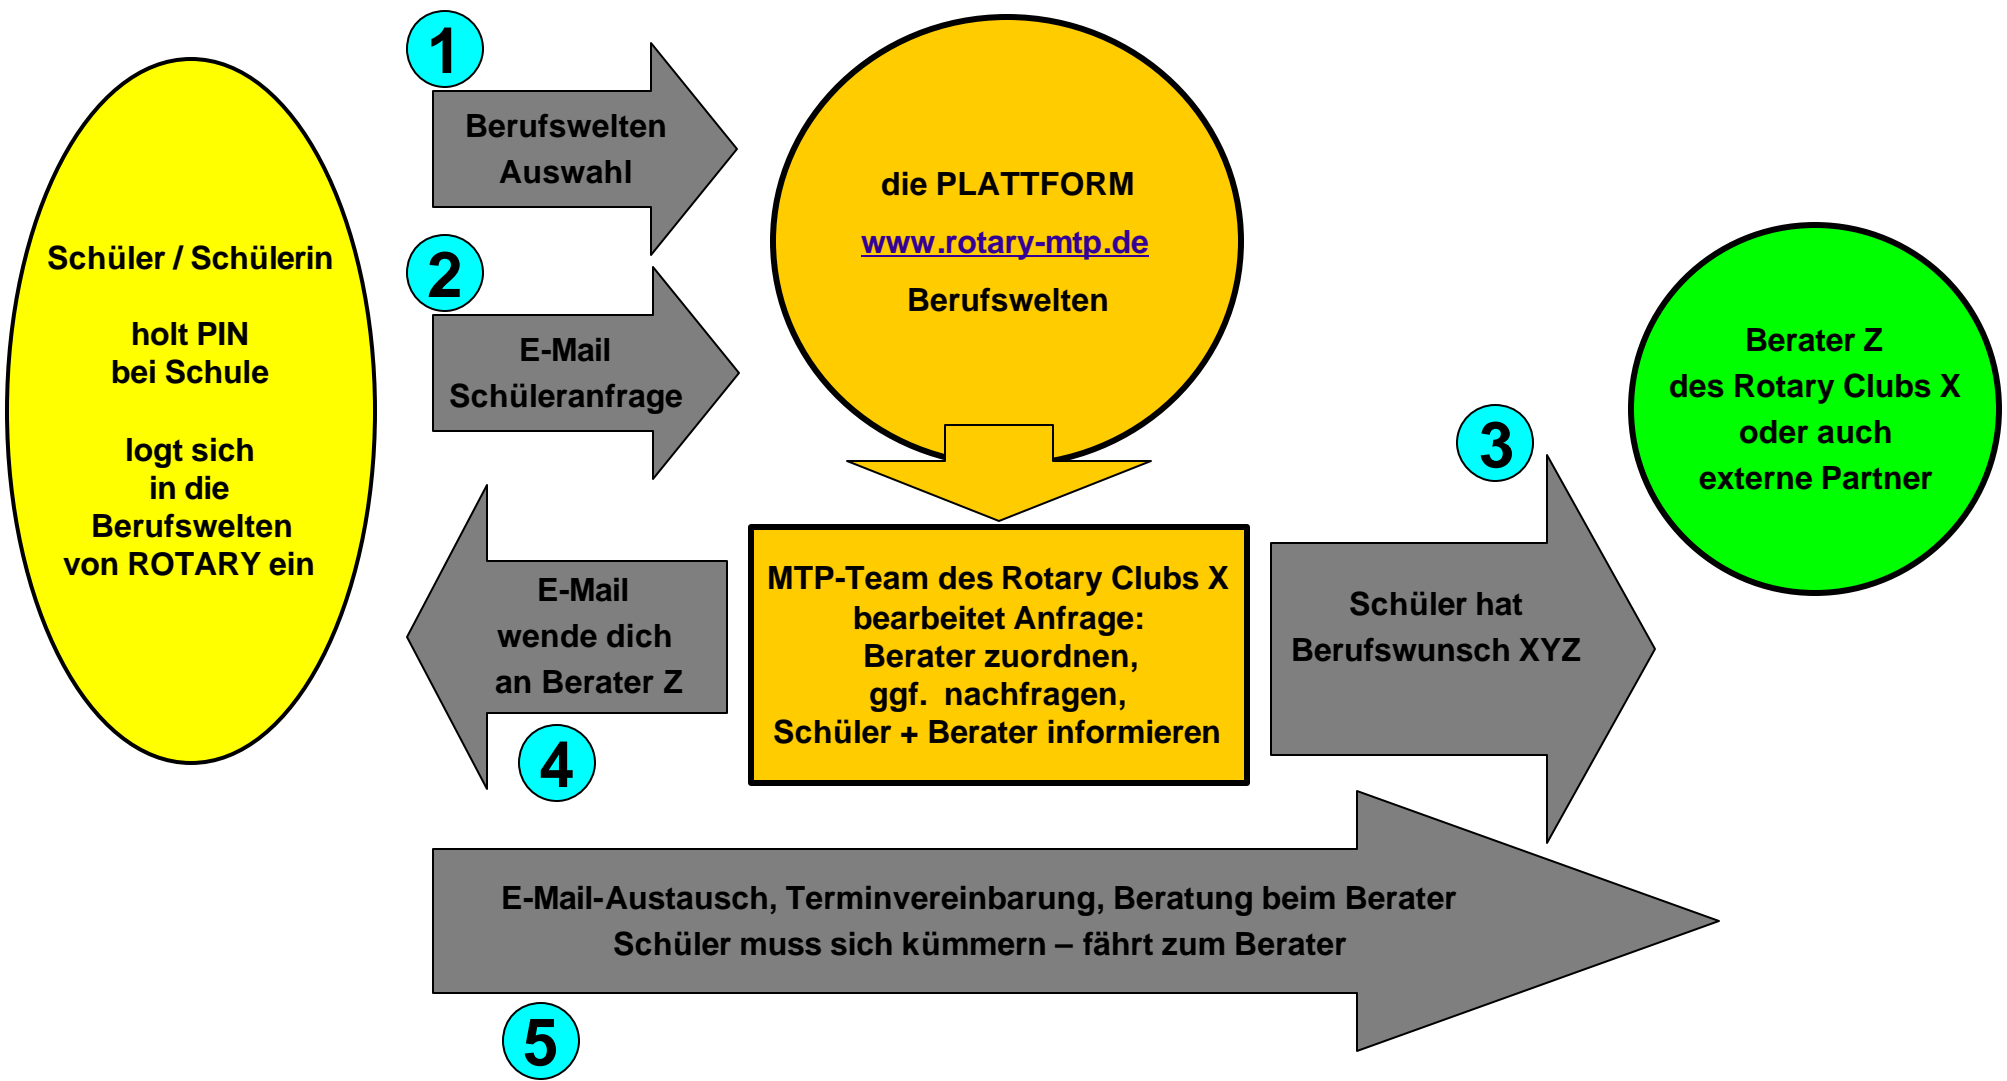 Schüler / Schülerin
holt PIN
bei Schule
logt sich
in die
Berufswelten
von ROTARY ein
1
Berufswelten
Auswahl
2
E-Mail
Schüleranfrage
die PLATTFORM
www.rotary-mtp.de
Berufswelten
MTP-Team des Rotary Clubs X
bearbeitet Anfrage:
Berater zuordnen,
ggf. nachfragen,
Schüler + Berater informieren
3
Schüler hat
Berufswunsch XYZ
Berater Z
des Rotary Clubs X
oder auch
externe Partner
E-Mail
wende dich
an Berater Z
4
E-Mail-Austausch, Terminvereinbarung, Beratung beim Berater
Schüler muss sich kümmern – fährt zum Berater
5